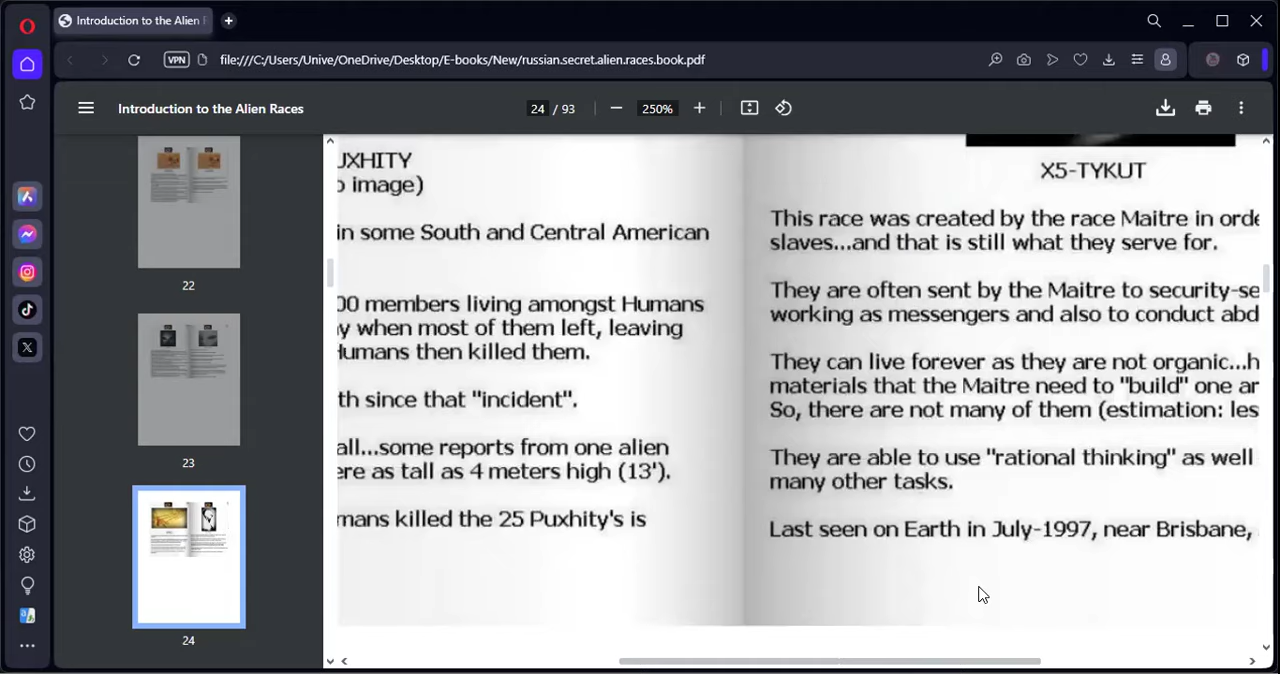 Introduction to the Alien R
VPN
file:///C:/Users/Unive/OneDrive/Desktop/E-books/New/russian.secret.alien.races.book.pdf
Introduction to the Alien Races
24 / 93
250%
22
23
24
UXHITY
o image)
in some South and Central American
00 members living amongst Humans
y when most of them left, leaving
Humans then killed them.
th since that "incident".
all...some reports from one alien
ere as tall as 4 meters high (13').
mans killed the 25 Puxhity's is
X5-TYKUT
This race was created by the race Maitre in orde
slaves...and that is still what they serve for.
They are often sent by the Maitre to security-se
working as messengers and also to conduct abd
They can live forever as they are not organic...h
materials that the Maitre need to "build" one ar
So, there are not many of them (estimation: les
They are able to use "rational thinking" as well
many other tasks.
Last seen on Earth in July-1997, near Brisbane,